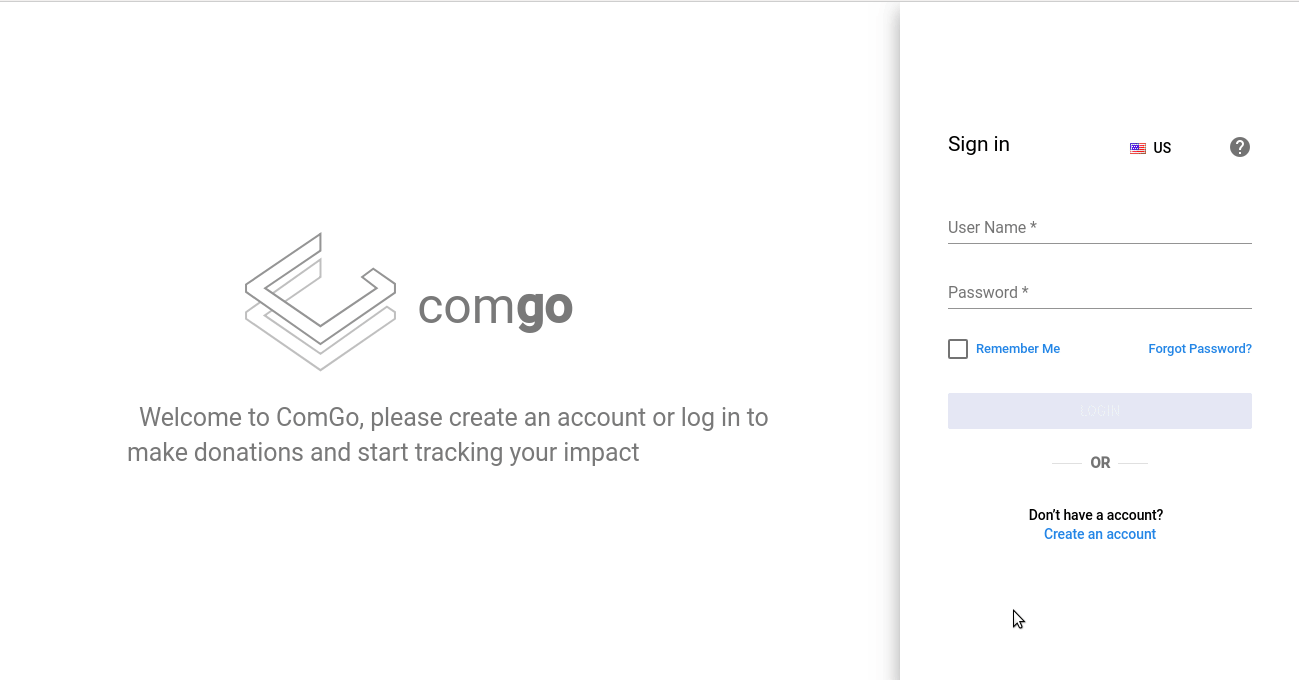 comgo
Welcome to ComGo, please create an account or log in to
make donations and start tracking your impact
Sign in
US
?
User Name *
Password *
Remember Me
Forgot Password?
LOGIN
OR
Don't have a account?
Create an account